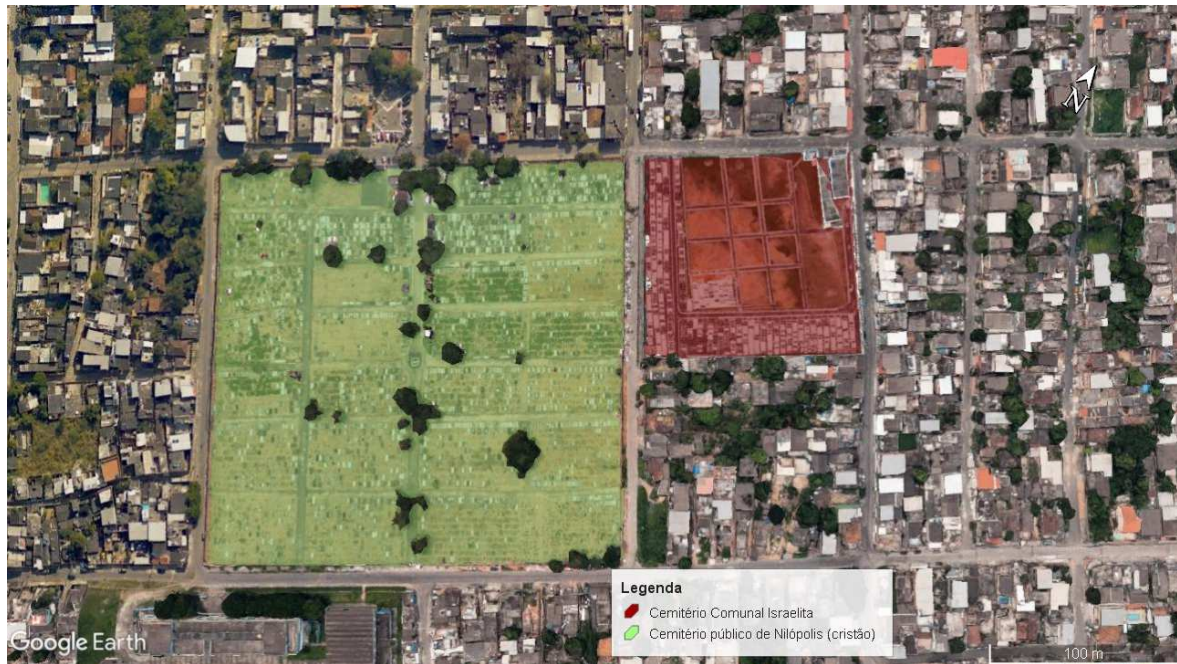 N
Legenda
Cemitério Comunal Israelita
Cemitério público de Nilópolis (cristão)
Google Earth
100 m